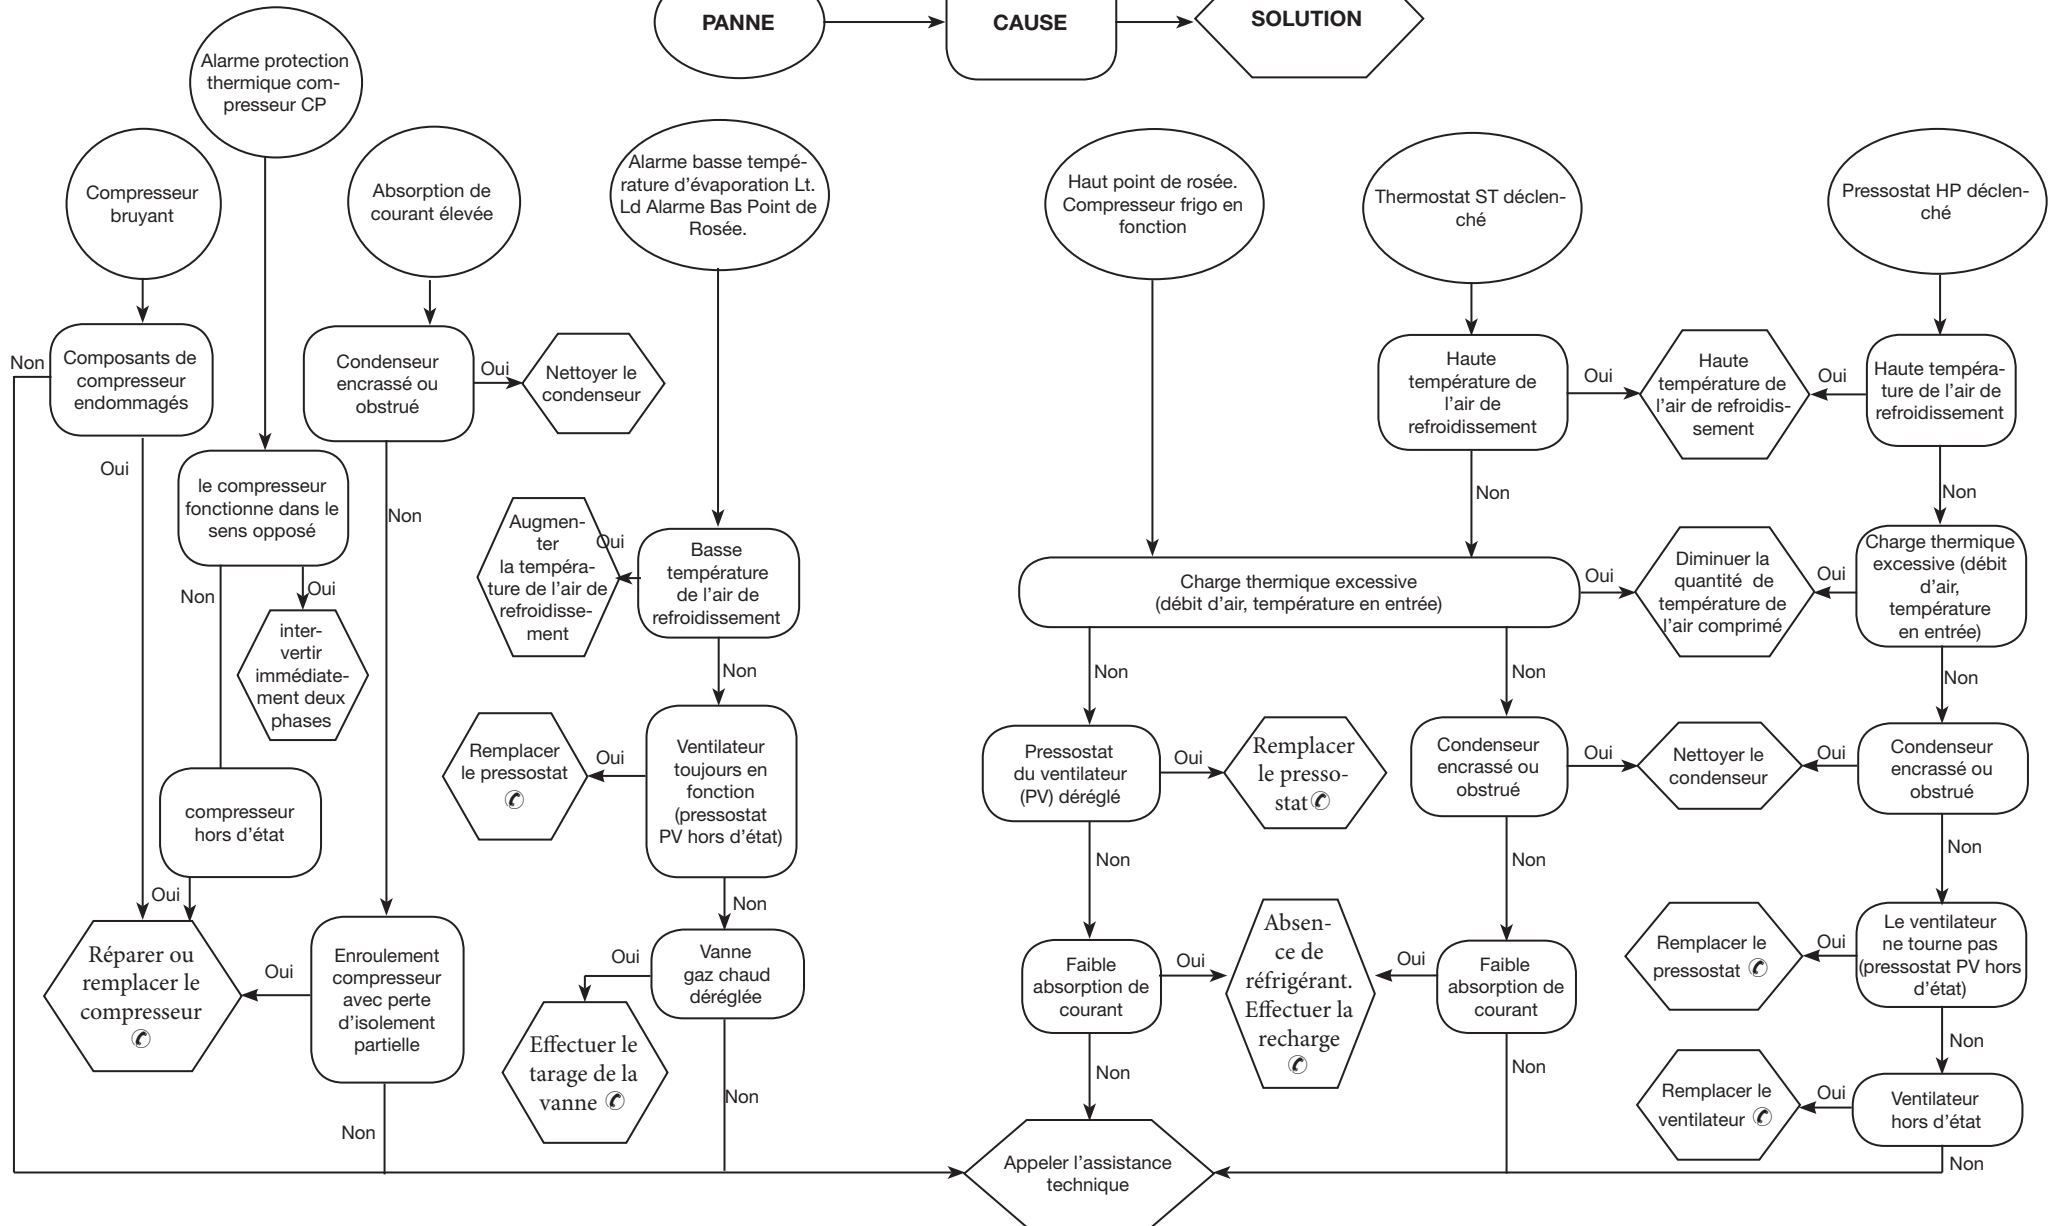 PANNE
CAUSE
SOLUTION
Alarme protection
thermique com-
presseur CP
Compresseur
bruyant
Absorption de
courant élevée
Alarme basse tempé-
rature d'évaporation Lt.
Ld Alarme Bas Point de
Rosée.
Haut point de rosée.
Compresseur frigo en
fonction
Thermostat ST déclen-
ché
Pressostat HP déclen-
ché
Non
Composants de
compresseur
endommagés
Oui
Condenseur
encrassé ou
obstrué
Oui
Nettoyer le
condenseur
Non
le compresseur
fonctionne dans le
sens opposé
Non
Oui
inter-
vertir
immédiate-
ment deux
phases
compresseur
hors d'état
Oui
Réparer ou
remplacer le
compresseur
✆
Oui
Enroulement
compresseur
avec perte
d'isolement
partielle
Non
Augmen-
ter
la tempéra-
ture de l'air de
refroidisse-
ment
Oui
Basse
température
de l'air de
refroidissement
Non
Remplacer
le pressostat
✆
Oui
Ventilateur
toujours en
fonction
(pressostat
PV hors d'état)
Non
Oui
Vanne
gaz chaud
déréglée
Effectuer le
tarage de la
vanne ✆
Non
Haute
température de
l'air de
refroidissement
Oui
Haute
température de
l'air de refroidis-
sement
Oui
Haute tempéra-
ture de l'air de
refroidissement
Non
Non
Charge thermique excessive
(débit d'air, température en entrée)
Oui
Diminuer la
quantité de
température de
l'air comprimé
Oui
Charge thermique
excessive (débit
d'air,
température
en entrée)
Non
Non
Non
Pressostat
du ventilateur
(PV) déréglé
Oui
Remplacer
le presso-
stat✆
Condenseur
encrassé ou
obstrué
Oui
Nettoyer le
condenseur
Oui
Condenseur
encrassé ou
obstrué
Non
Non
Non
Faible
absorption de
courant
Oui
Absen-
ce de
réfrigérant.
Effectuer la
recharge
✆
Oui
Faible
absorption de
courant
Remplacer le
pressostat ✆
Oui
Le ventilateur
ne tourne pas
(pressostat PV hors
d'état)
Non
Non
Non
Remplacer le
ventilateur ✆
Oui
Ventilateur
hors d'état
Non
Appeler l'assistance
technique